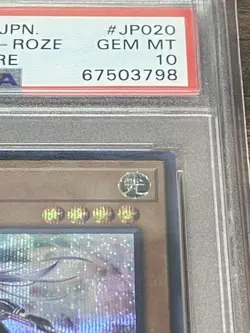 JPN. #JP020
-ROZE GEM MT
RE 10
67503798
光